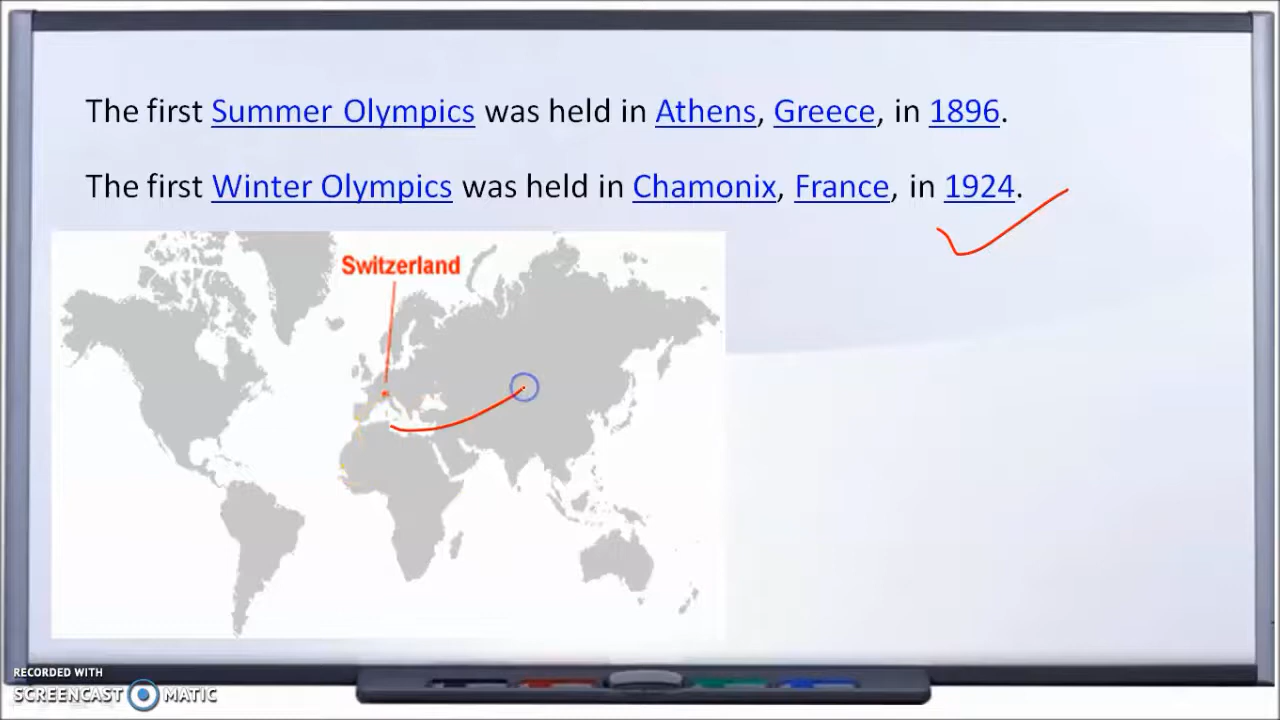 The first Summer Olympics was held in Athens, Greece, in 1896.
The first Winter Olympics was held in Chamonix, France, in 1924.
Switzerland
RECORDED WITH
SCREENCAST MATIC